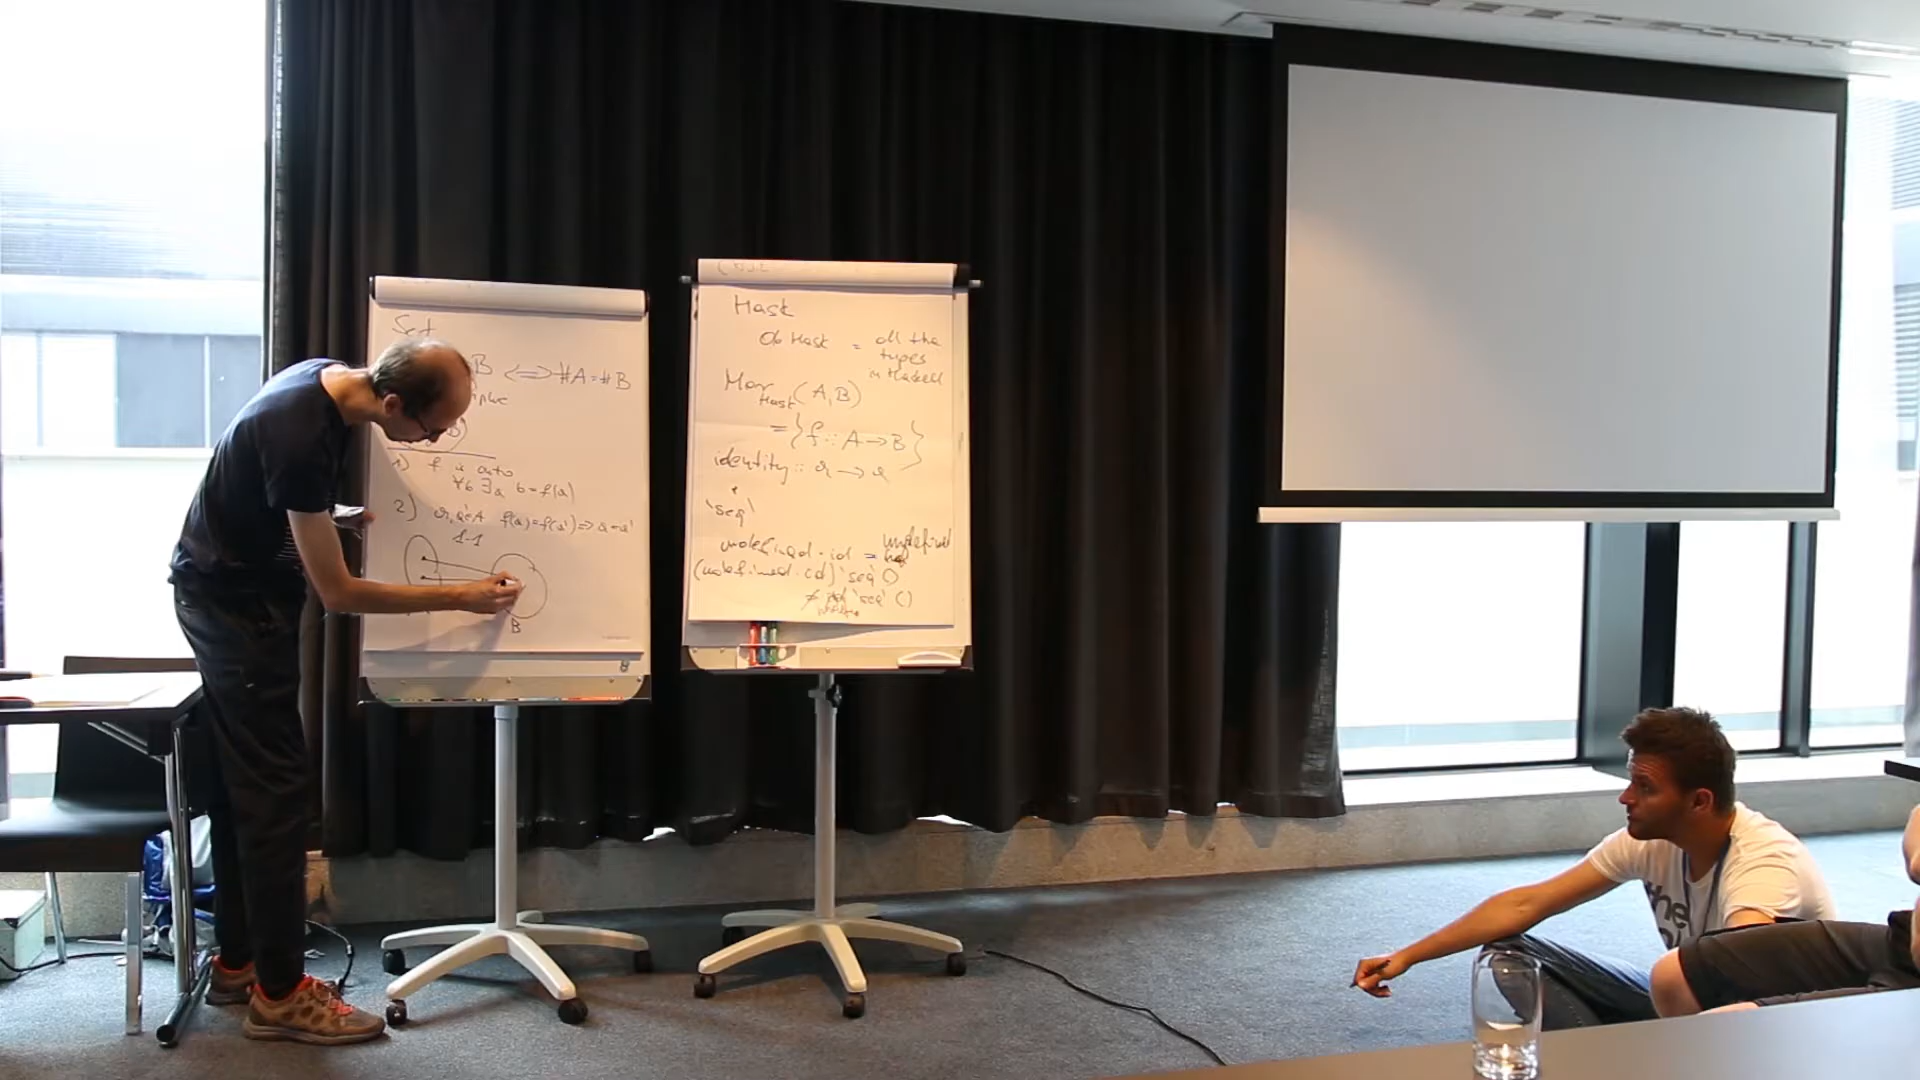 Set
B <=> #A = #B
1) f is onto
∀b ∃a b = f(a)
2) a, a' ∈ A f(a) = f(a') => a = a'
1-1
B
Hask
Ob Hask = all the
types
in Haskell
Mor Hask (A, B)
= { f :: A → B }
identity :: a → a
'seq'
undefined . id = undefined
(undefined . id) 'seq' ()
≠ 'seq' ()
the